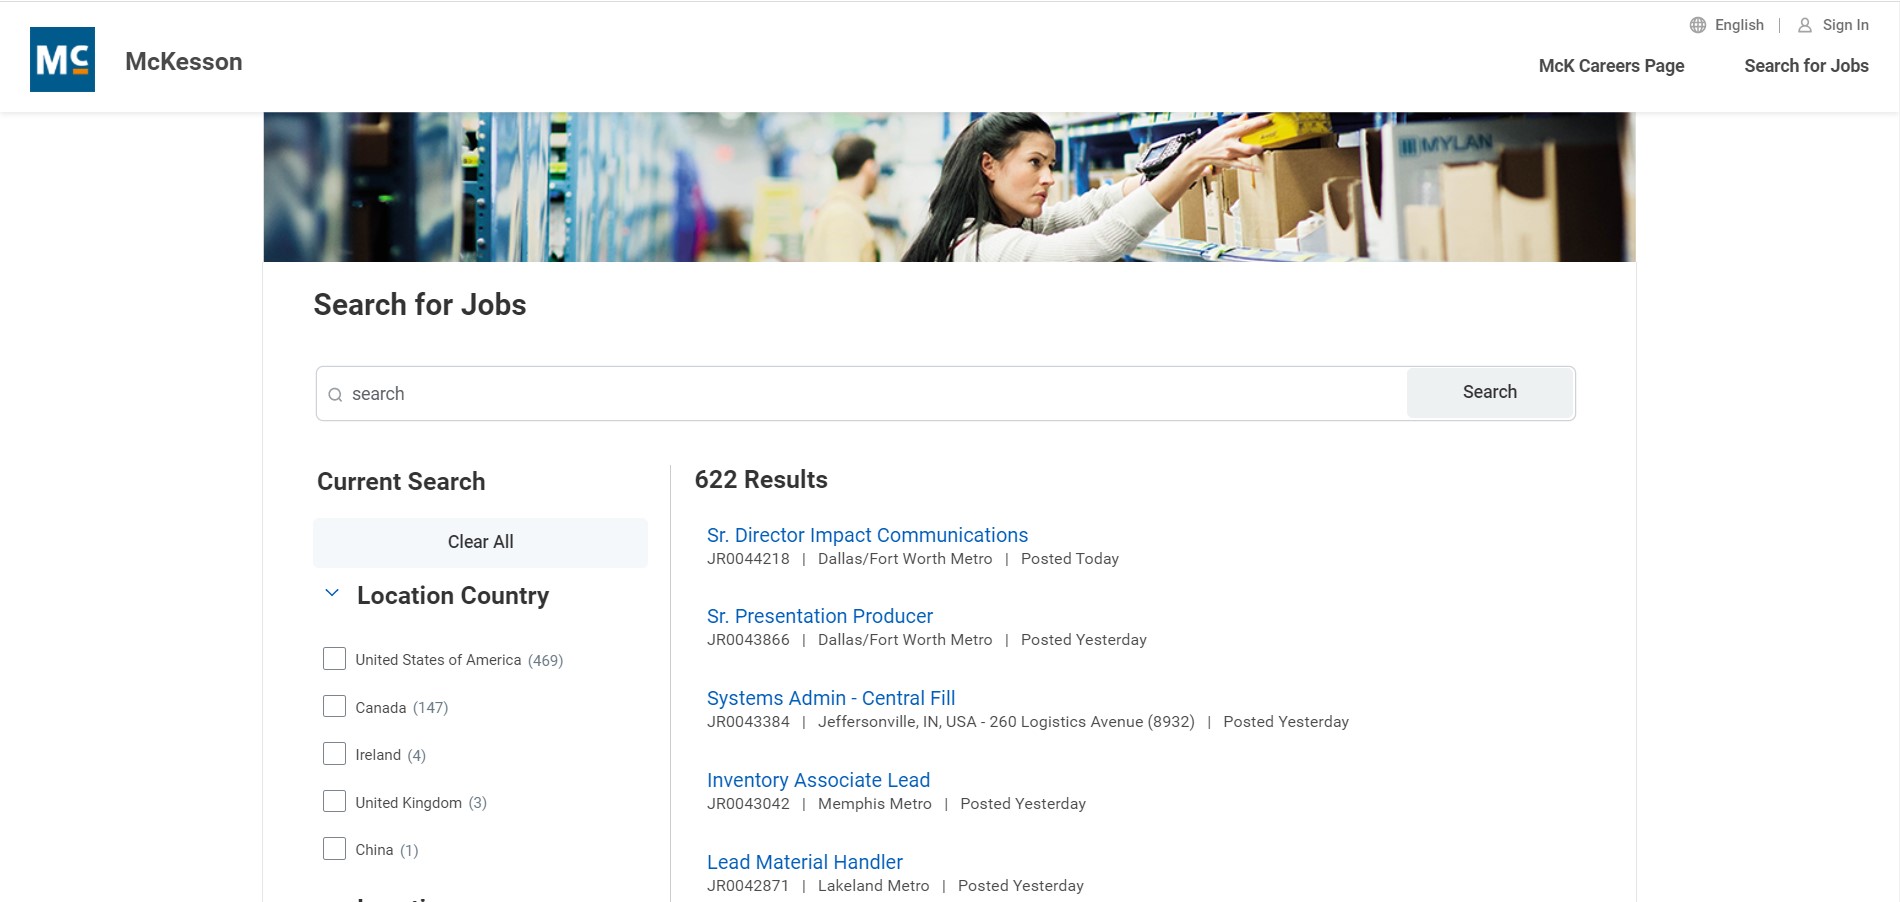 English | Sign In
MC
McKesson
McK Careers Page Search for Jobs
MYLAN
Search for Jobs
search Search
Current Search
Clear All
Location Country
United States of America (469)
Canada (147)
Ireland (4)
United Kingdom (3)
China (1)
622 Results
Sr. Director Impact Communications
JR0044218 | Dallas/Fort Worth Metro | Posted Today
Sr. Presentation Producer
JR0043866 | Dallas/Fort Worth Metro | Posted Yesterday
Systems Admin - Central Fill
JR0043384 | Jeffersonville, IN, USA - 260 Logistics Avenue (8932) | Posted Yesterday
Inventory Associate Lead
JR0043042 | Memphis Metro | Posted Yesterday
Lead Material Handler
JR0042871 | Lakeland Metro | Posted Yesterday